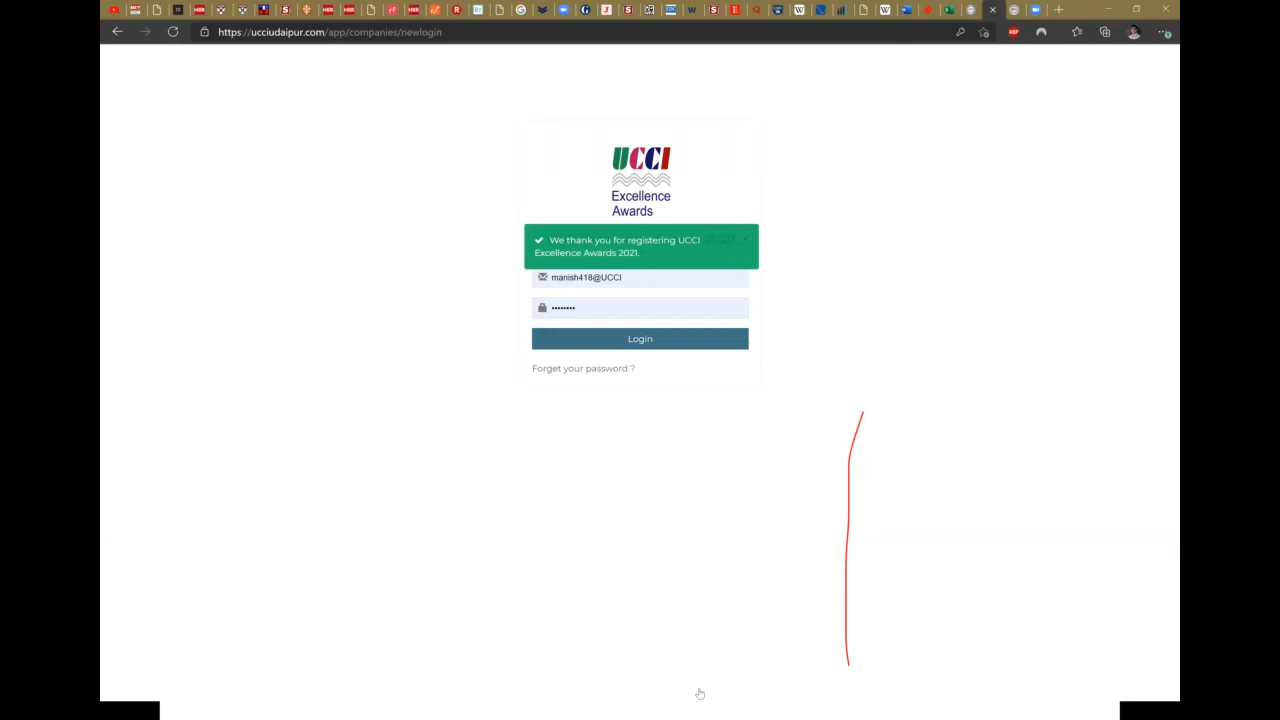 https://ucciudaipur.com/app/companies/newlogin
UCCI
Excellence
Awards
We thank you for registering UCCI
Excellence Awards 2021.
manish418@UCCI
••••••••
Login
Forget your password ?